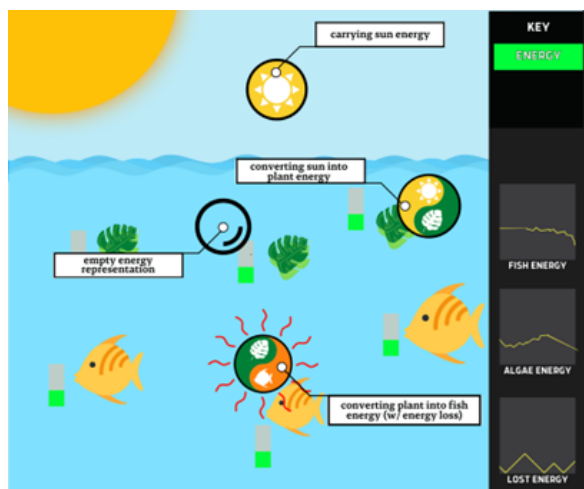 carrying sun energy
KEY
ENERGY
converting sun into
plant energy
empty energy
representation
FISH ENERGY
ALGAE ENERGY
converting plant into fish
energy (w/ energy loss)
LOST ENERGY